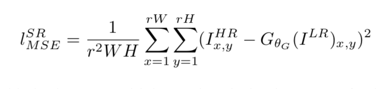 l^{SR}_{MSE} = \frac{1}{r^2WH} \sum_{x=1}^{rW} \sum_{y=1}^{rH} (I^{HR}_{x,y} - G_{\theta_G}(I^{LR})_{x,y})^2